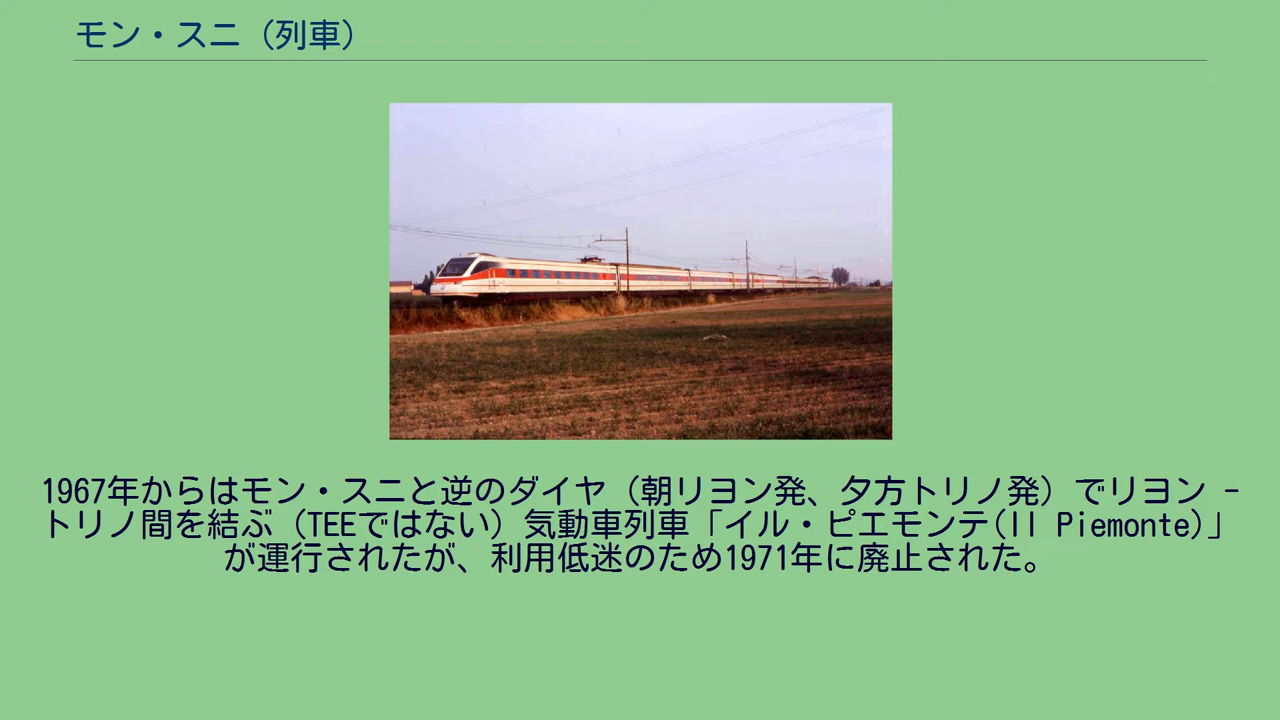 モン・スニ（列車）
1967年からはモン・スニと逆のダイヤ（朝リヨン発、夕方トリノ発）でリヨン -
トリノ間を結ぶ（TEEではない）気動車列車「イル・ピエモンテ(Il Piemonte)」
が運行されたが、利用低迷のため1971年に廃止された。